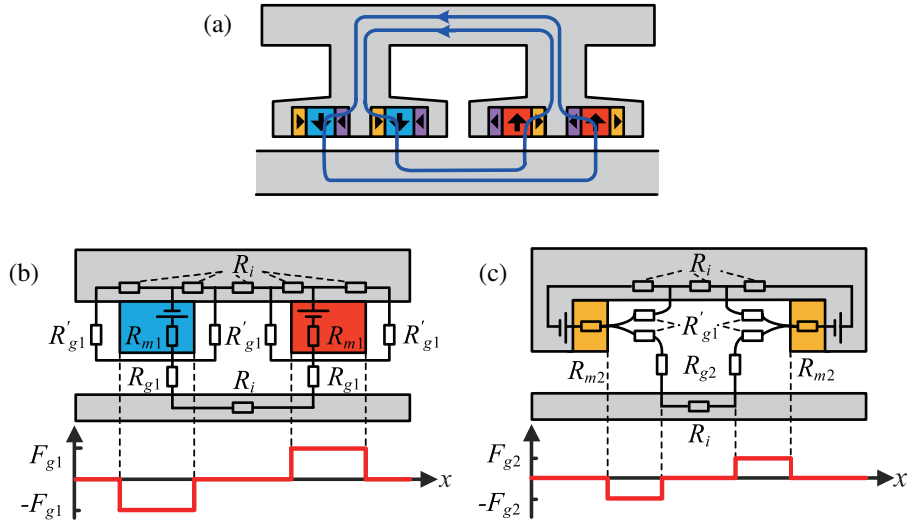 (a)
(b)
R_i
R'_g1
R_m1
R'_g1
R_m1
R'_g1
R_g1
R_i
R_g1
F_g1
-F_g1
x
(c)
R_i
R'_g1
R_m2
R_g2
R_m2
R_i
F_g2
-F_g2
x